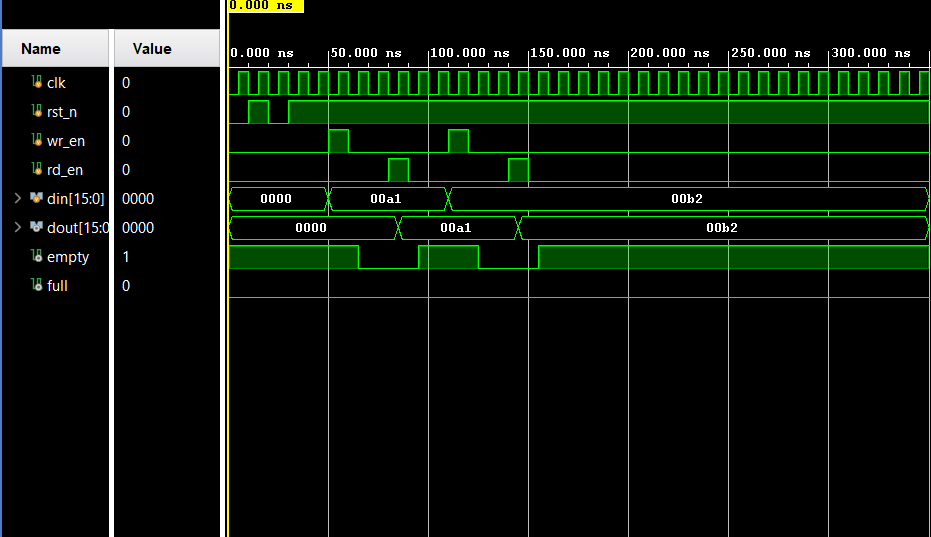 0.000 ns
Name Value 0.000 ns 50.000 ns 100.000 ns 150.000 ns 200.000 ns 250.000 ns 300.000 ns
clk 0
rst_n 0
wr_en 0
rd_en 0
din[15:0] 0000 0000 00a1 00b2
dout[15:0 0000 0000 00a1 00b2
empty 1
full 0